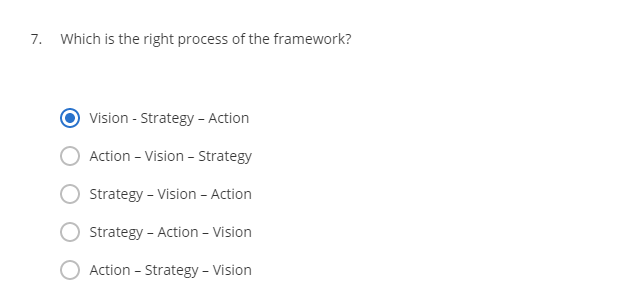 7. Which is the right process of the framework?
Vision - Strategy – Action
Action – Vision – Strategy
Strategy – Vision – Action
Strategy – Action – Vision
Action – Strategy – Vision